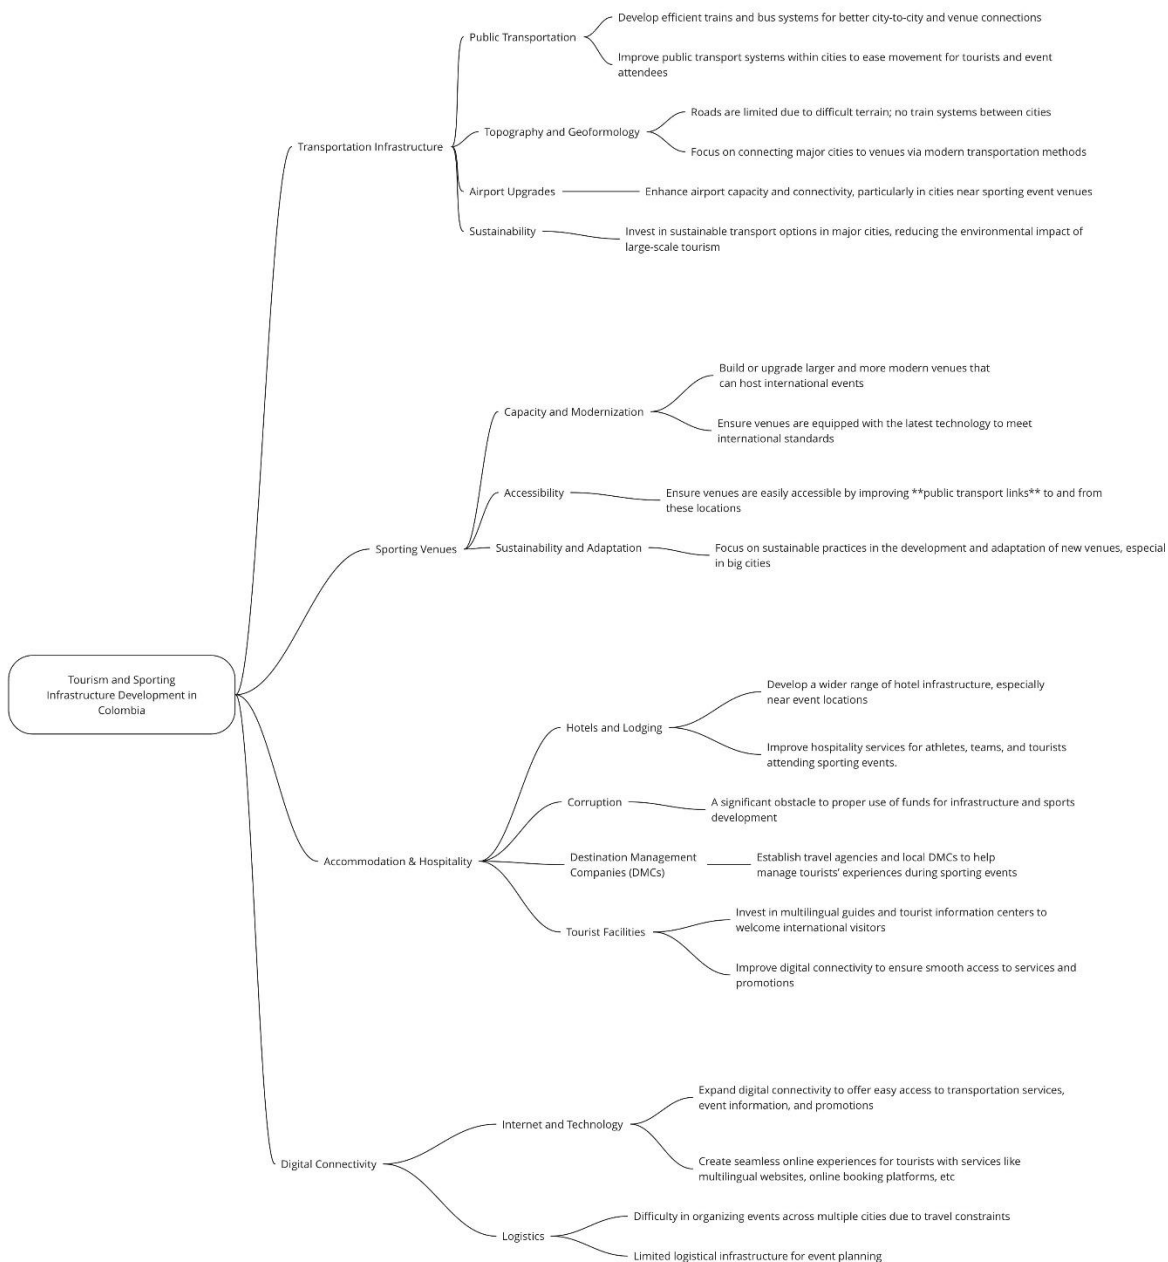 Develop efficient trains and bus systems for better city-to-city and venue connections
Public Transportation
Improve public transport systems within cities to ease movement for tourists and event
attendees
Roads are limited due to difficult terrain; no train systems between cities
Topography and Geoformology
Transportation Infrastructure
Focus on connecting major cities to venues via modern transportation methods
Airport Upgrades
Enhance airport capacity and connectivity, particularly in cities near sporting event venues
Sustainability
Invest in sustainable transport options in major cities, reducing the environmental impact of
large-scale tourism
Build or upgrade larger and more modern venues that
can host international events
Capacity and Modernization
Ensure venues are equipped with the latest technology to meet
international standards
Accessibility
Ensure venues are easily accessible by improving **public transport links** to and from
these locations
Sporting Venues
Sustainability and Adaptation
Focus on sustainable practices in the development and adaptation of new venues, especial
in big cities
Tourism and Sporting
Infrastructure Development in
Colombia
Develop a wider range of hotel infrastructure, especially
near event locations
Hotels and Lodging
Improve hospitality services for athletes, teams, and tourists
attending sporting events.
Corruption
A significant obstacle to proper use of funds for infrastructure and sports
development
Accommodation & Hospitality
Destination Management
Companies (DMCs)
Establish travel agencies and local DMCs to help
manage tourists’ experiences during sporting events
Invest in multilingual guides and tourist information centers to
welcome international visitors
Tourist Facilities
Improve digital connectivity to ensure smooth access to services and
promotions
Expand digital connectivity to offer easy access to transportation services,
event information, and promotions
Internet and Technology
Create seamless online experiences for tourists with services like
multilingual websites, online booking platforms, etc
Digital Connectivity
Difficulty in organizing events across multiple cities due to travel constraints
Logistics
Limited logistical infrastructure for event planning